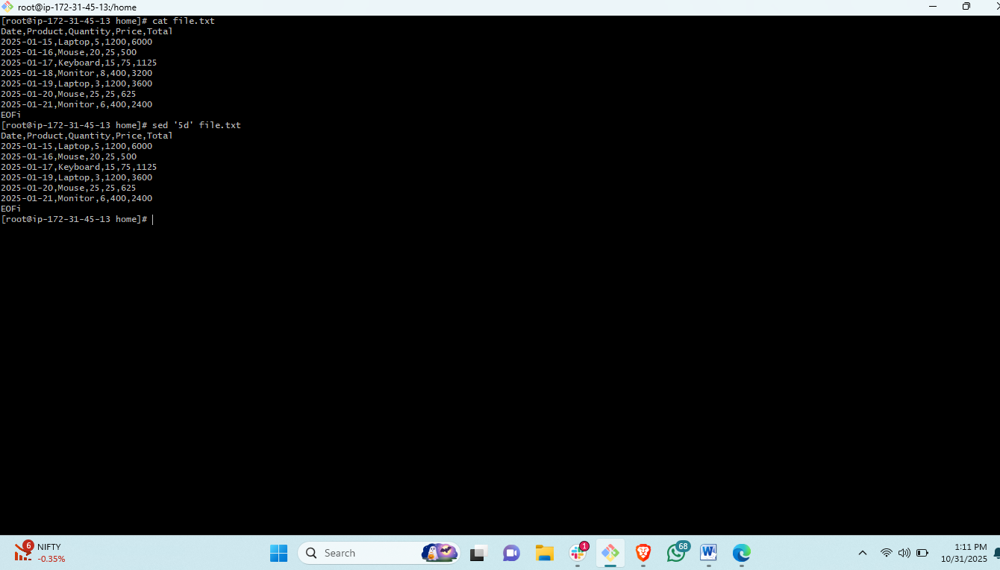 root@ip-172-31-45-13:/home
[root@ip-172-31-45-13 home]# cat file.txt
Date,Product,Quantity,Price,Total
2025-01-15,Laptop,5,1200,6000
2025-01-16,Mouse,20,25,500
2025-01-17,Keyboard,15,75,1125
2025-01-18,Monitor,8,400,3200
2025-01-19,Laptop,3,1200,3600
2025-01-20,Mouse,25,25,625
2025-01-21,Monitor,6,400,2400
EOFi
[root@ip-172-31-45-13 home]# sed '5d' file.txt
Date,Product,Quantity,Price,Total
2025-01-15,Laptop,5,1200,6000
2025-01-16,Mouse,20,25,500
2025-01-17,Keyboard,15,75,1125
2025-01-19,Laptop,3,1200,3600
2025-01-20,Mouse,25,25,625
2025-01-21,Monitor,6,400,2400
EOFi
[root@ip-172-31-45-13 home]#
6
NIFTY
-0.35%
Search
1
68
W
1:11 PM
10/31/2025